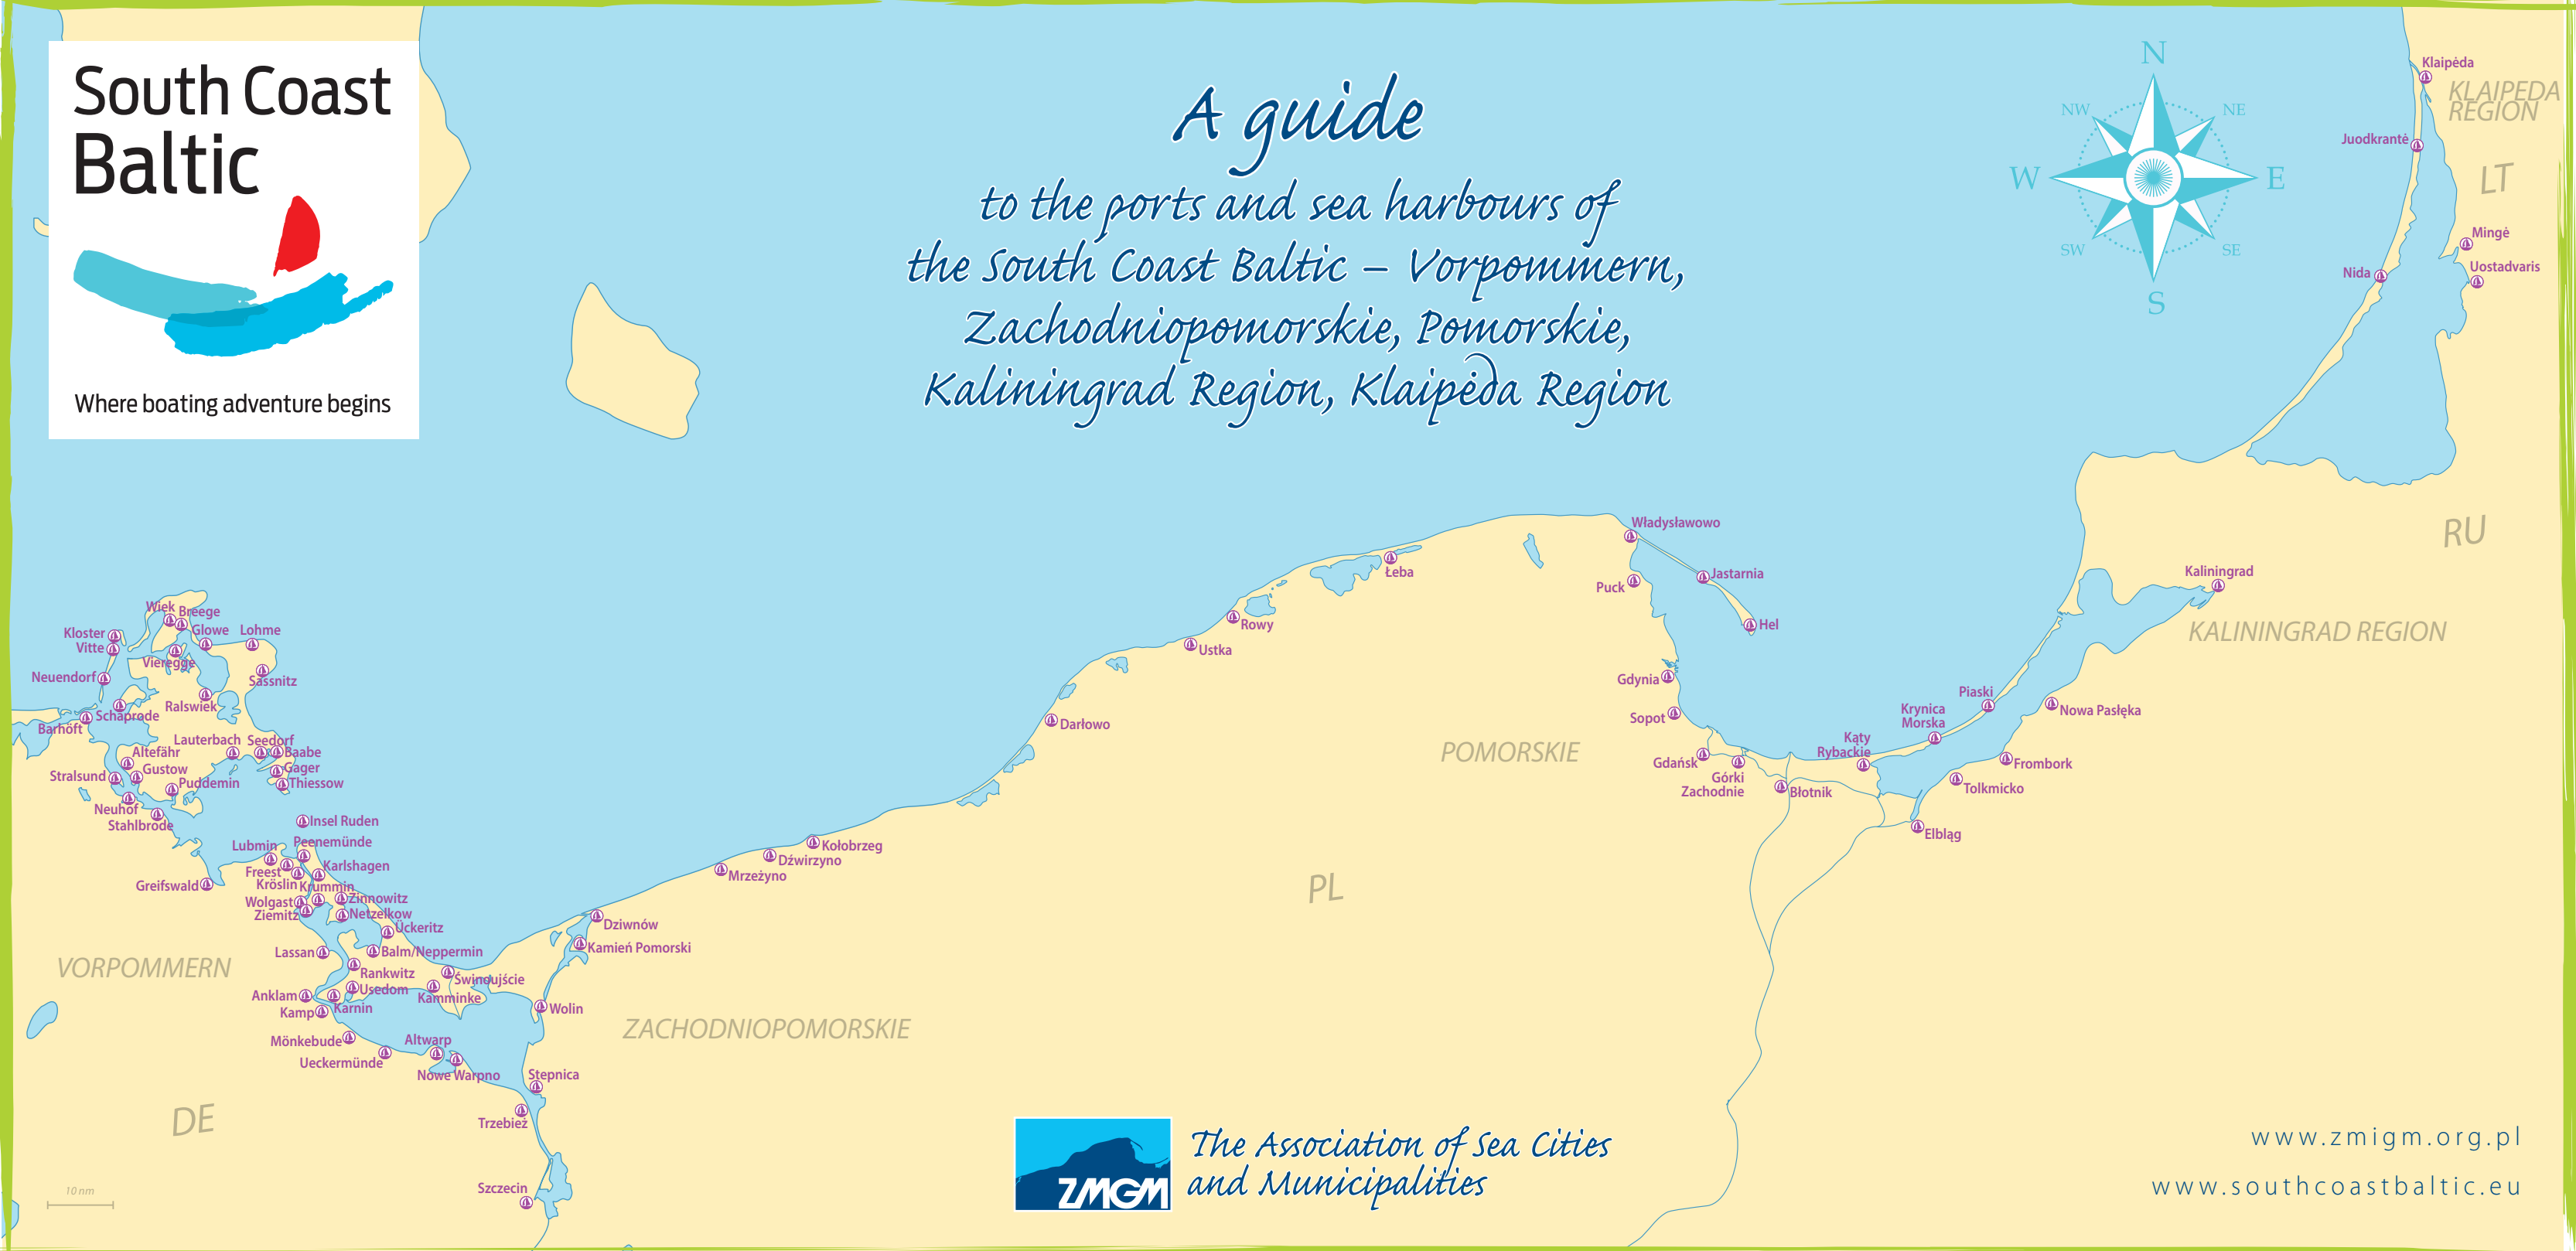 South Coast
Baltic
Where boating adventure begins
A guide
to the ports and sea harbours of
the South Coast Baltic – Vorpommern,
Zachodniopomorskie, Pomorskie,
Kaliningrad Region, Klaipėda Region
N
NW
NE
W
E
SW
SE
S
Klaipėda
KLAIPEDA
REGION
Juodkrantė
LT
Mingė
Uostadvaris
Nida
RU
Kaliningrad
KALININGRAD REGION
Władysławowo
Łeba
Jastarnia
Puck
Hel
Rowy
Ustka
Gdynia
Sopot
Darłowo
POMORSKIE
Gdańsk
Górki
Zachodnie
Błotnik
Kąty
Rybackie
Krynica
Morska
Piaski
Nowa Pasłęka
Frombork
Tolkmicko
Elbląg
Wiek
Breege
Kloster
Vitte
Glowe
Lohme
Vieregge
Neuendorf
Sassnitz
Ralswiek
Schaprode
Barhöft
Lauterbach
Seedorf
Altefähr
Baabe
Gustow
Gager
Stralsund
Puddemin
Thiessow
Neuhof
Stahlbrode
Insel Ruden
Peenemünde
Lubmin
Karlshagen
Freest
Kröslin
Krummin
Greifswald
Wolgast
Zinnowitz
Ziemitz
Netzelkow
Ückeritz
Lassan
Balm/Neppermin
Rankwitz
Usedom
Świnoujście
Anklam
Kamminke
Karnin
Kamp
Mönkebude
Altwarp
Ueckermünde
Nowe Warpno
VORPOMMERN
DE
Kołobrzeg
Dźwirzyno
Mrzeżyno
Dziwnów
Kamień Pomorski
Wolin
ZACHODNIOPOMORSKIE
PL
Stepnica
Trzebież
Szczecin
10 nm
ZMGM
The Association of Sea Cities
and Municipalities
www.zmigm.org.pl
www.southcoastbaltic.eu